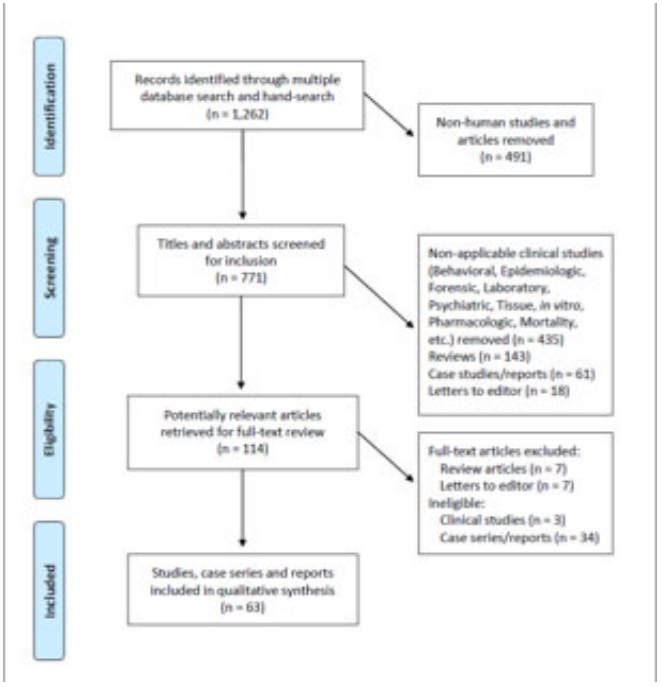 Identification
Records identified through multiple
database search and hand-search
(n = 1,262)
Non-human studies and
articles removed
(n = 491)
Screening
Titles and abstracts screened
for inclusion
(n = 771)
Non-applicable clinical studies
(Behavioral, Epidemiologic,
Forensic, Laboratory,
Psychiatric, Tissue, in vitro,
Pharmacologic, Mortality,
etc.) removed (n = 435)
Reviews (n = 143)
Case studies/reports (n = 61)
Letters to editor (n = 18)
Eligibility
Potentially relevant articles
retrieved for full-text review
(n = 114)
Full-text articles excluded:
Review articles (n = 7)
Letters to editor (n = 7)
Ineligible:
Clinical studies (n = 3)
Case series/reports (n = 34)
Included
Studies, case series and reports
included in qualitative synthesis
(n = 63)